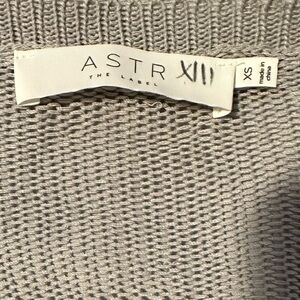 ASTR XIII
THE LABEL
XS
made in
china